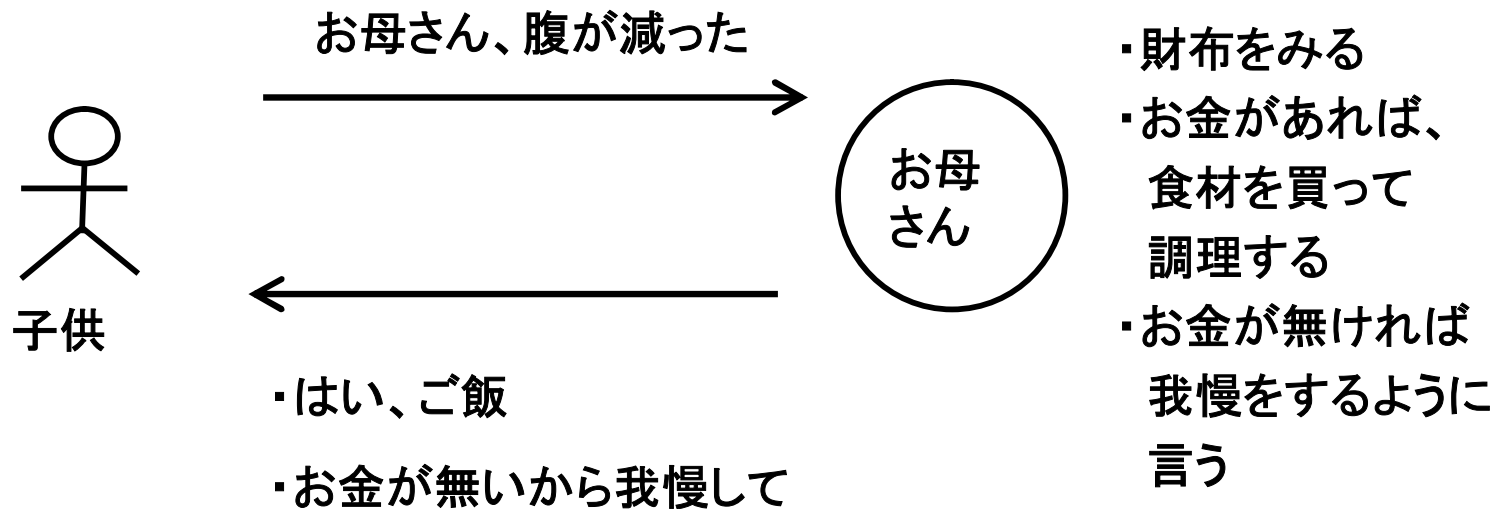 お母さん、腹が減った
子供
お母
さん
・はい、ご飯
・お金が無いから我慢して
・財布をみる
・お金があれば、
食材を買って
調理する
・お金が無ければ
我慢をするように
言う